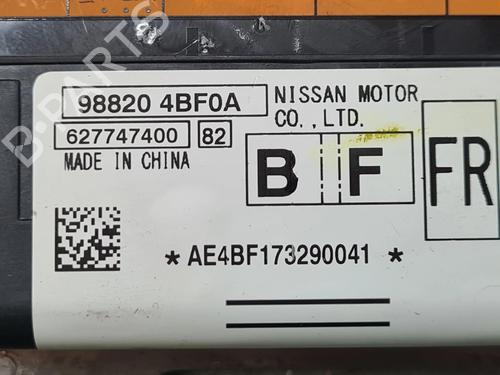 98820 4BF0A
NISSAN MOTOR
CO.,LTD.
627747400 82
MADE IN CHINA
B F
FR
*AE4BF173290041*
B-PARTS